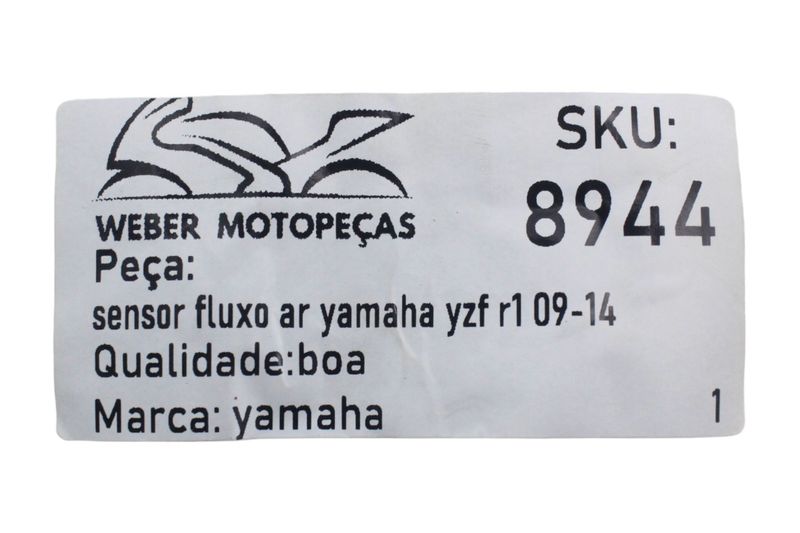 WEBER MOTOPEÇAS
SKU:
8944
Peça:
sensor fluxo ar yamaha yzf r1 09-14
Qualidade:boa
Marca: yamaha
1